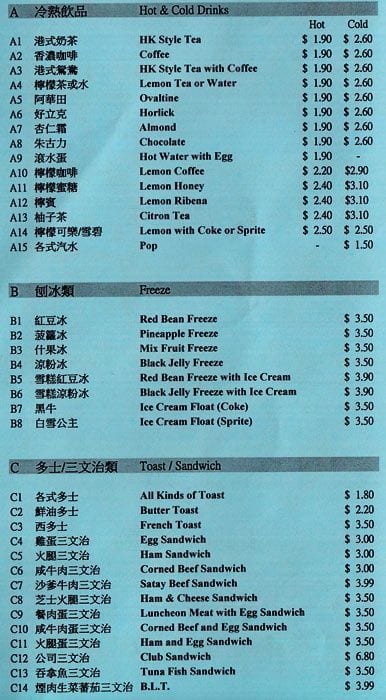 A 冷熱飲品 Hot & Cold Drinks
Hot Cold
A1 港式奶茶 HK Style Tea $ 1.90 $ 2.60
A2 香濃咖啡 Coffee $ 1.90 $ 2.60
A3 港式鴛鴦 HK Style Tea with Coffee $ 1.90 $ 2.60
A4 檸檬茶或水 Lemon Tea or Water $ 1.90 $ 2.60
A5 阿華田 Ovaltine $ 1.90 $ 2.60
A6 好立克 Horlick $ 1.90 $ 2.60
A7 杏仁霜 Almond $ 1.90 $ 2.60
A8 朱古力 Chocolate $ 1.90 $ 2.60
A9 滾水蛋 Hot Water with Egg $ 1.90 -
A10 檸檬咖啡 Lemon Coffee $ 2.20 $2.90
A11 檸檬蜜糖 Lemon Honey $ 2.40 $3.10
A12 檸賓 Lemon Ribena $ 2.40 $3.10
A13 柚子茶 Citron Tea $ 2.40 $3.10
A14 檸檬可樂/雪碧 Lemon with Coke or Sprite $ 2.50 $ 2.50
A15 各式汽水 Pop - $ 1.50
B 刨冰類 Freeze
B1 紅豆冰 Red Bean Freeze $ 3.50
B2 菠蘿冰 Pineapple Freeze $ 3.50
B3 什果冰 Mix Fruit Freeze $ 3.50
B4 涼粉冰 Black Jelly Freeze $ 3.50
B5 雪糕紅豆冰 Red Bean Freeze with Ice Cream $ 3.90
B6 雪糕涼粉冰 Black Jelly Freeze with Ice Cream $ 3.90
B7 黑牛 Ice Cream Float (Coke) $ 3.50
B8 白雪公主 Ice Cream Float (Sprite) $ 3.50
C 多士/三文治類 Toast / Sandwich
C1 各式多士 All Kinds of Toast $ 1.80
C2 鮮油多士 Butter Toast $ 2.20
C3 西多士 French Toast $ 3.50
C4 雞蛋三文治 Egg Sandwich $ 3.00
C5 火腿三文治 Ham Sandwich $ 3.00
C6 咸牛肉三文治 Corned Beef Sandwich $ 3.00
C7 沙爹牛肉三文治 Satay Beef Sandwich $ 3.99
C8 芝士火腿三文治 Ham & Cheese Sandwich $ 3.50
C9 餐肉蛋三文治 Luncheon Meat with Egg Sandwich $ 3.50
C10 咸牛肉蛋三文治 Corned Beef and Egg Sandwich $ 3.50
C11 火腿蛋三文治 Ham and Egg Sandwich $ 3.50
C12 公司三文治 Club Sandwich $ 6.80
C13 吞拿魚三文治 Tuna Fish Sandwich $ 3.50
C14 煙肉生菜蕃茄三文治 B.L.T. $ 3.99